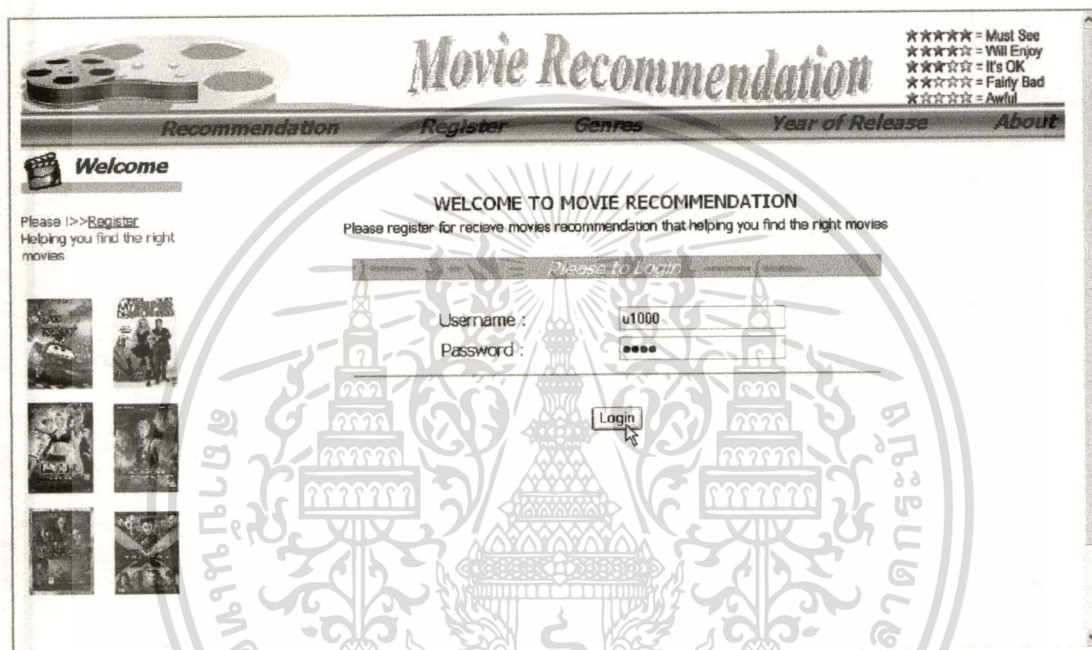 Movie Recommendation
★★★★★ = Must See
★★★★☆ = Will Enjoy
★★★☆☆ = It's OK
★★☆☆☆ = Fairly Bad
★☆☆☆☆ = Awful
Recommendation Register Genres Year of Release About
Welcome
Please !>>Register
Helping you find the right
movies
WELCOME TO MOVIE RECOMMENDATION
Please register for recieve movies recommendation that helping you find the right movies
Please to Login
Username : u1000
Password : ●●●●
Login